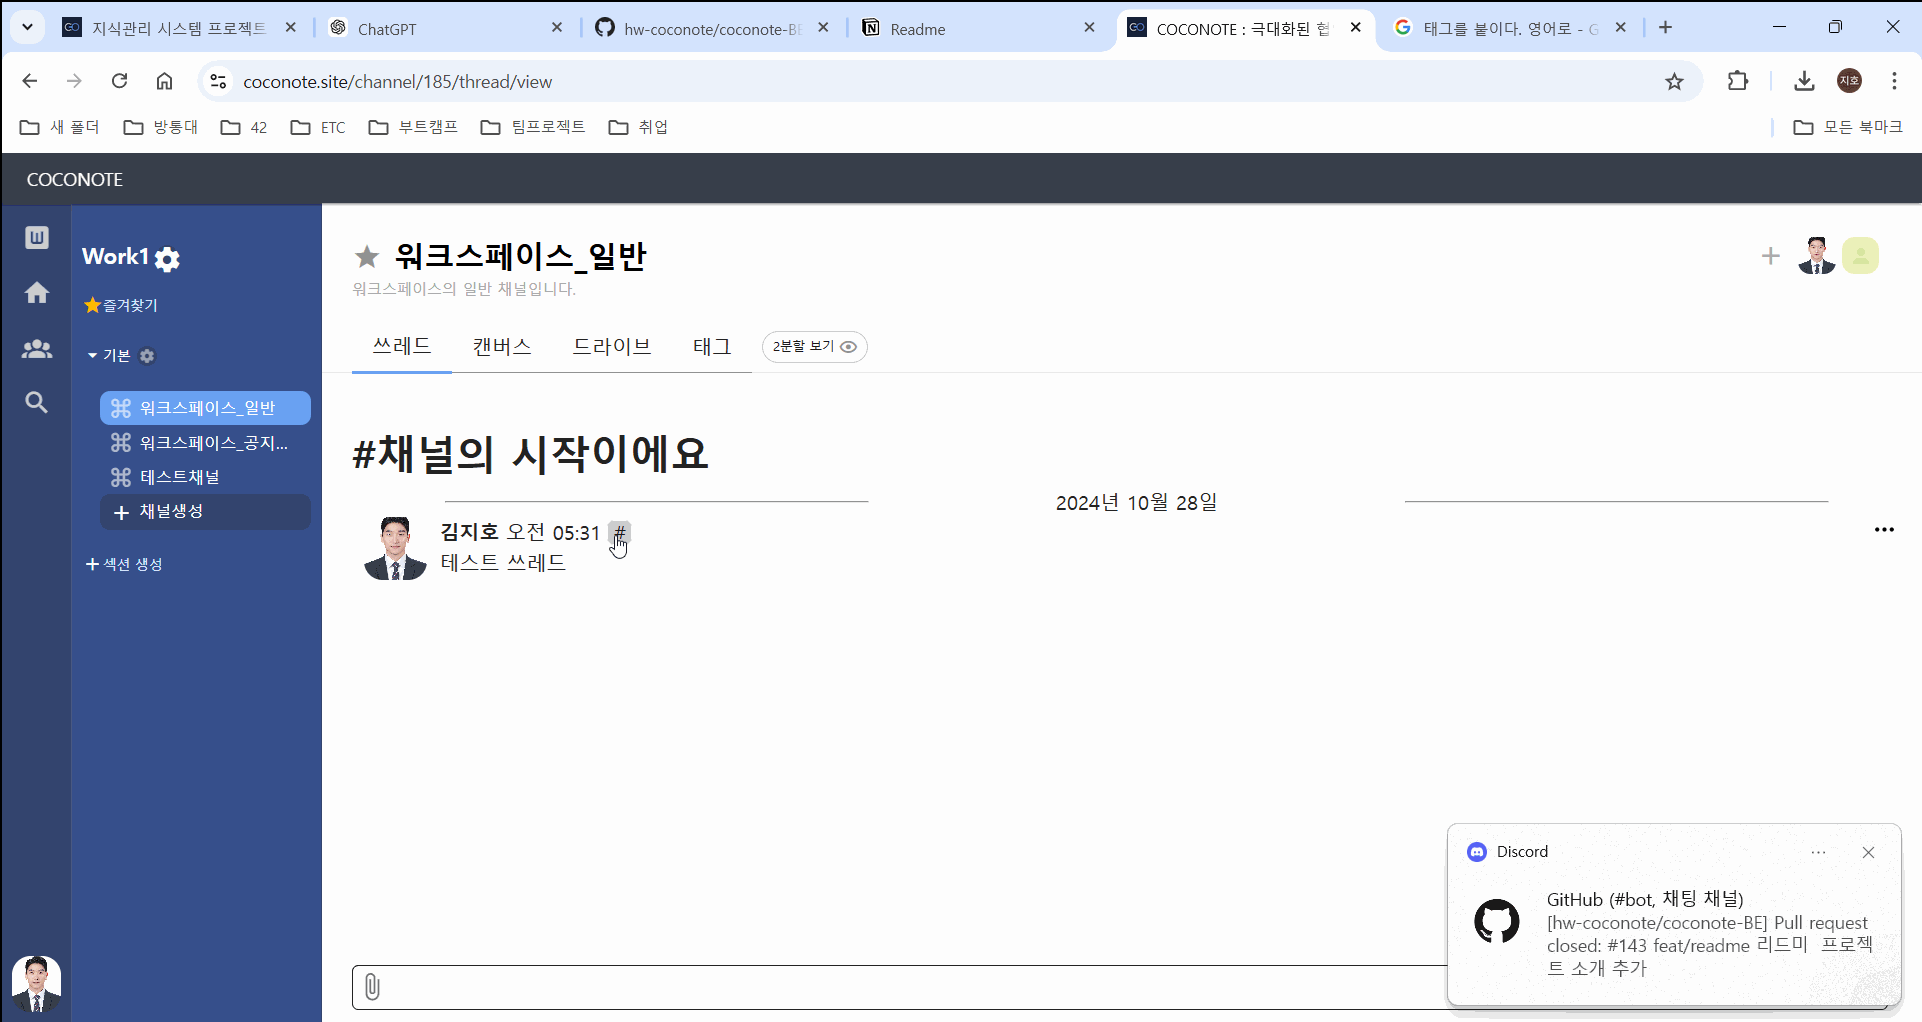 지식관리 시스템 프로젝트
ChatGPT
hw-coconote/coconote-BE
Readme
COCONOTE : 극대화된 협
태그를 붙이다. 영어로 - G
coconote.site/channel/185/thread/view
지호
새 폴더
방통대
42
ETC
부트캠프
팀프로젝트
취업
모든 북마크
COCONOTE
Work1
즐겨찾기
기본
워크스페이스_일반
워크스페이스_공지...
테스트채널
채널생성
섹션 생성
워크스페이스_일반
워크스페이스의 일반 채널입니다.
쓰레드 캔버스 드라이브 태그 2분할 보기
#채널의 시작이에요
2024년 10월 28일
김지호 오전 05:31 #
테스트 쓰레드
Discord
GitHub (#bot, 채팅 채널)
[hw-coconote/coconote-BE] Pull request
closed: #143 feat/readme 리드미 프로젝
트 소개 추가